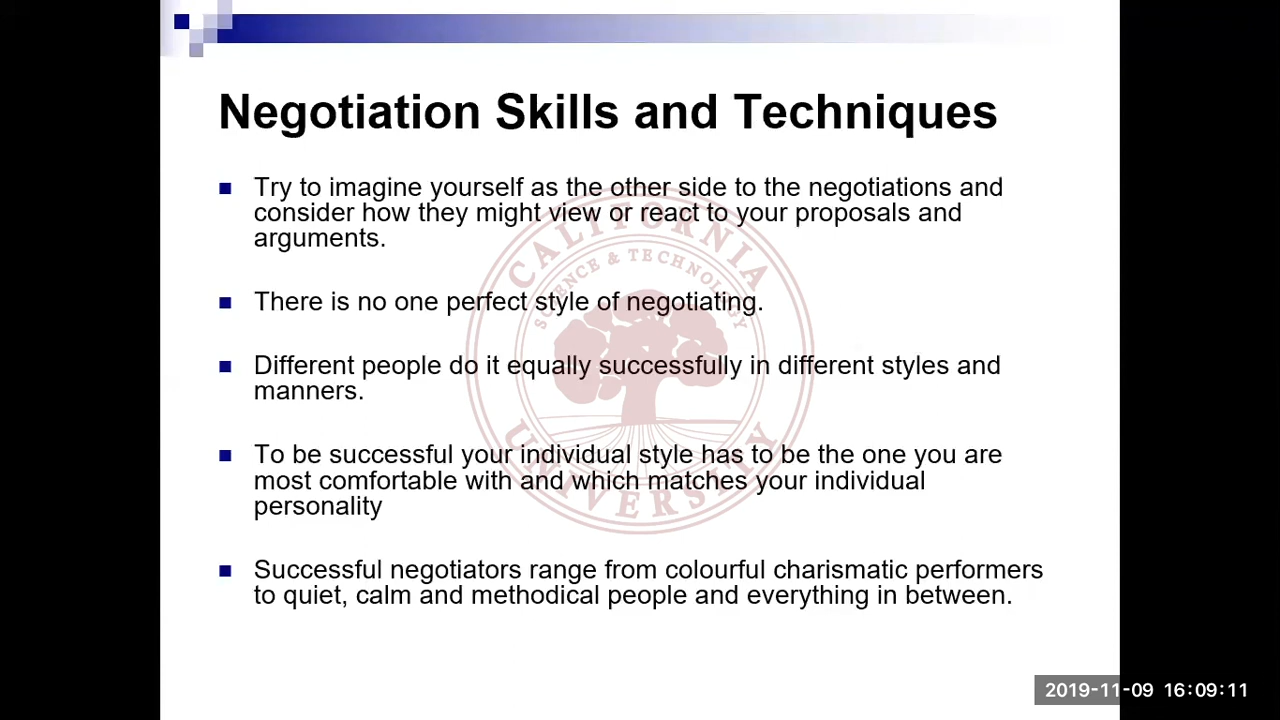 Negotiation Skills and Techniques
Try to imagine yourself as the other side to the negotiations and
consider how they might view or react to your proposals and
arguments.
There is no one perfect style of negotiating.
Different people do it equally successfully in different styles and
manners.
To be successful your individual style has to be the one you are
most comfortable with and which matches your individual
personality
Successful negotiators range from colourful charismatic performers
to quiet, calm and methodical people and everything in between.
CALIFORNIA
SCIENCE & TECHNOLOGY
UNIVERSITY
2019-11-09 16:09:11